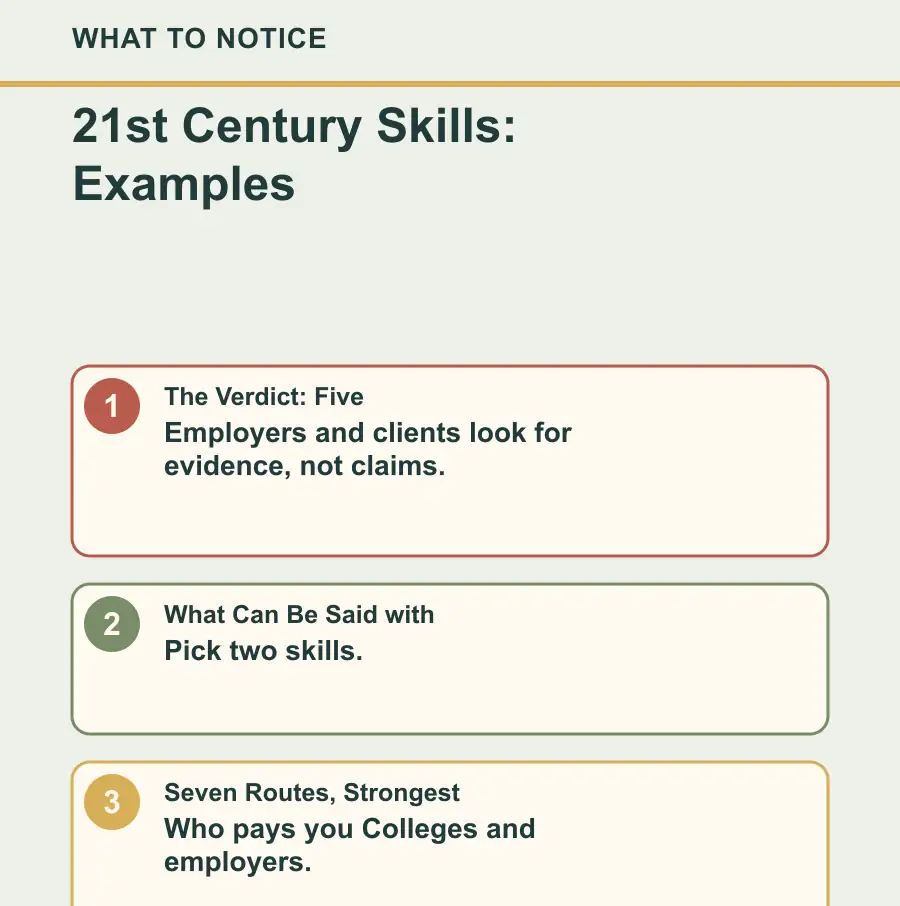 WHAT TO NOTICE
21st Century Skills:
Examples
1
The Verdict: Five
Employers and clients look for
evidence, not claims.
2
What Can Be Said with
Pick two skills.
3
Seven Routes, Strongest
Who pays you Colleges and
employers.